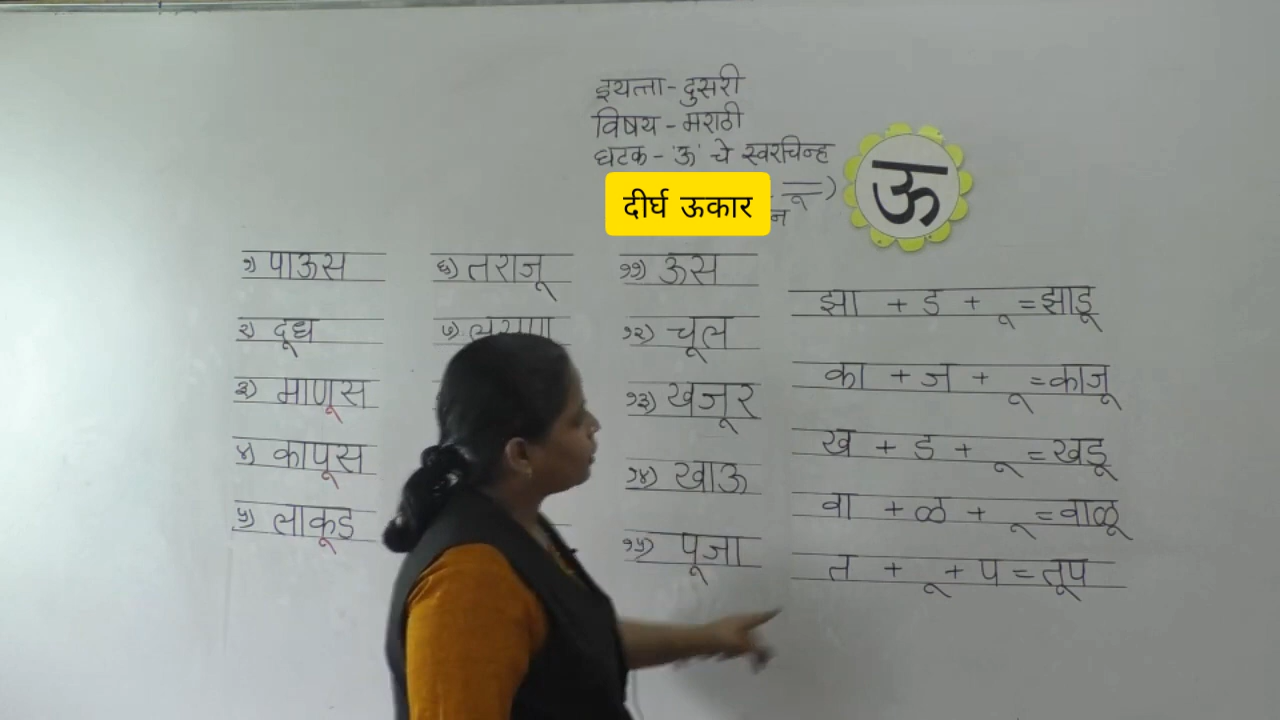 इयत्ता - दुसरी
विषय - मराठी
घटक - 'ऊ' चे स्वरचिन्ह
ऊ
ू )
दीर्घ ऊकार
न
१) पाऊस
२) दूध
३) माणूस
४) कापूस
५) लाकूड
६) तराजू
११) ऊस
१२) चूल
१३) खजूर
१४) खाऊ
१५) पूजा
झा + ड + ू = झाडू
का + ज + ू = काजू
ख + ड + ू = खडू
वा + ळ + ू = वाळू
त + ू + प = तूप